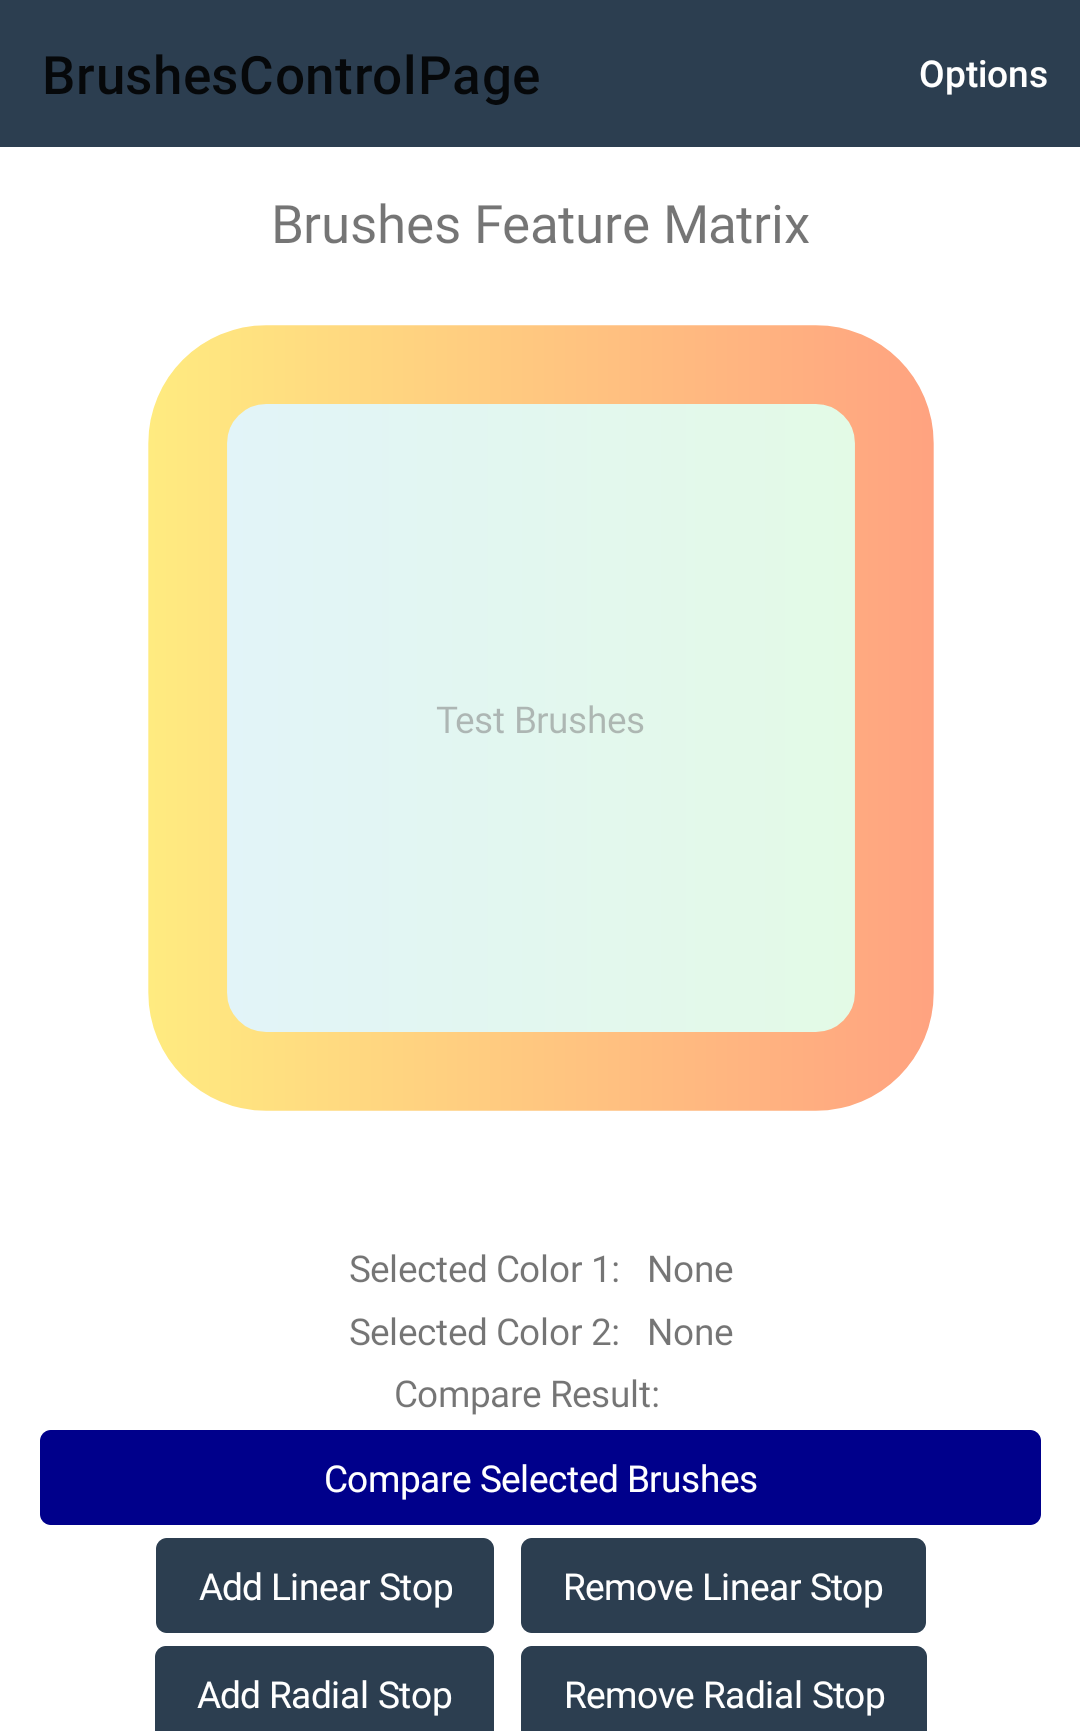 BrushesControlPage Options
Brushes Feature Matrix
Test Brushes
Selected Color 1: None
Selected Color 2: None
Compare Result:
Compare Selected Brushes
Add Linear Stop Remove Linear Stop
Add Radial Stop Remove Radial Stop